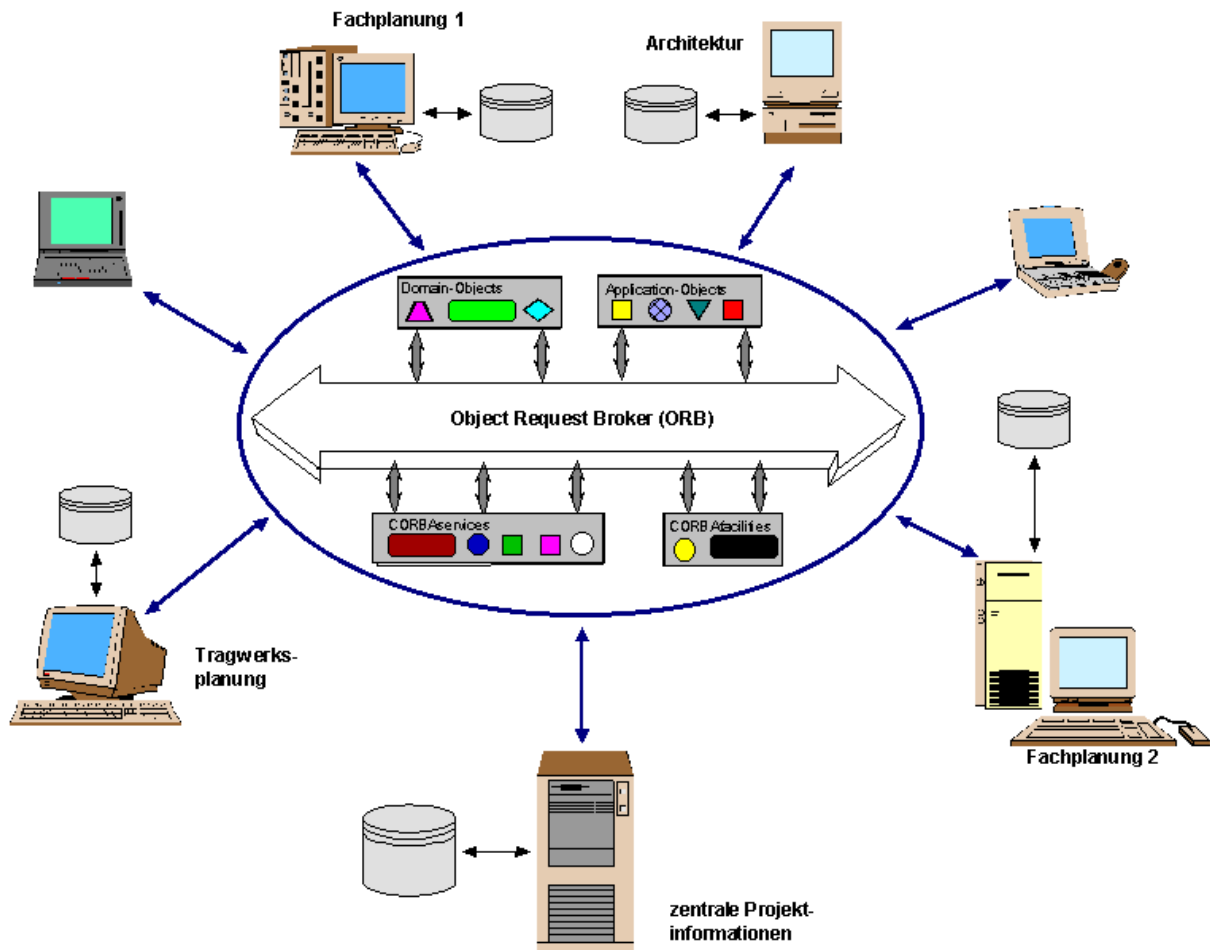 Fachplanung 1
Architektur
Domain-Objects
Application-Objects
Object Request Broker (ORB)
CORBAservices
CORBAfacilities
Tragwerks-
planung
Fachplanung 2
zentrale Projekt-
informationen